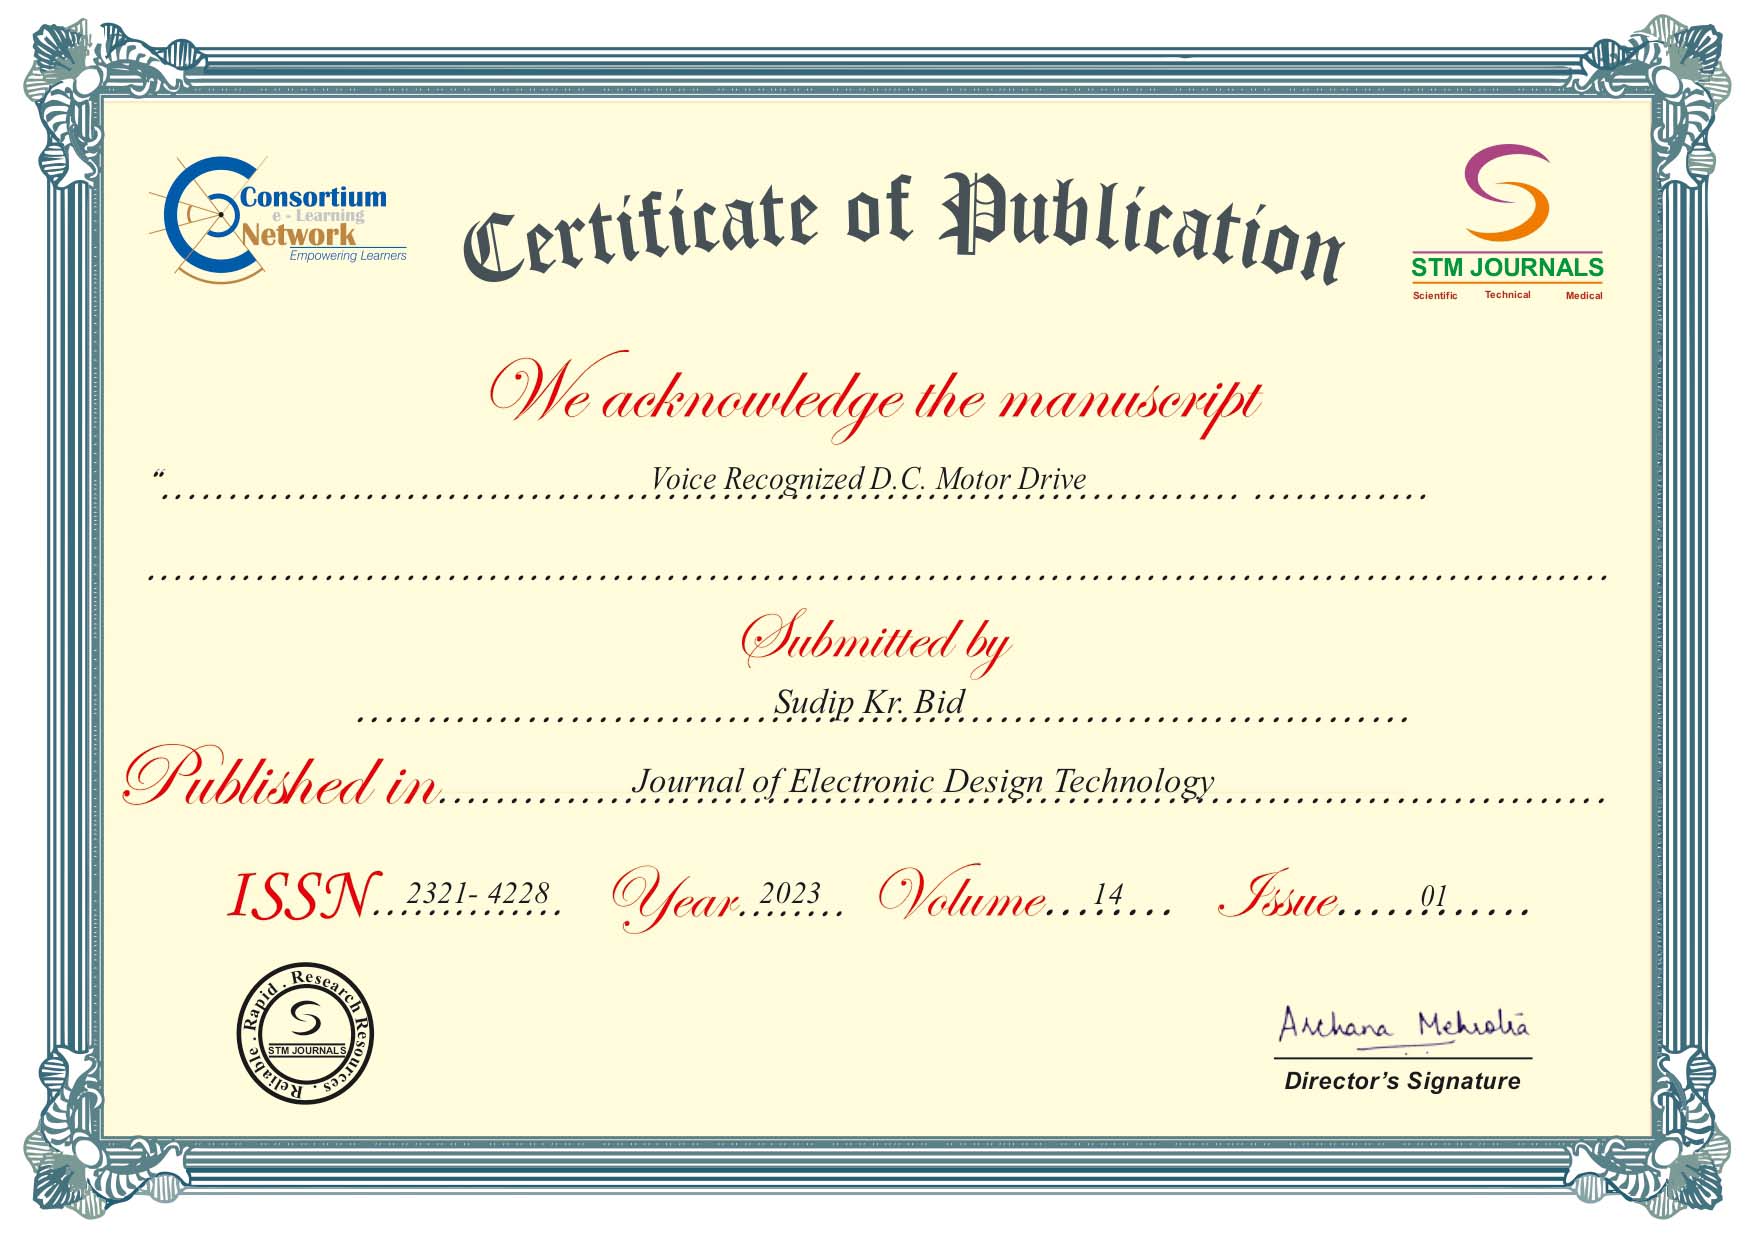 Consortium
e - Learning
Network
Empowering Learners
Certificate of Publication
STM JOURNALS
Scientific Technical Medical
We acknowledge the manuscript
“ Voice Recognized D.C. Motor Drive
Submitted by
Sudip Kr. Bid
Published in Journal of Electronic Design Technology
ISSN 2321- 4228 Year 2023 Volume 14 Issue 01
Rapid . Research Resources . Reliable .
STM JOURNALS
Archana Mehrotra
Director’s Signature